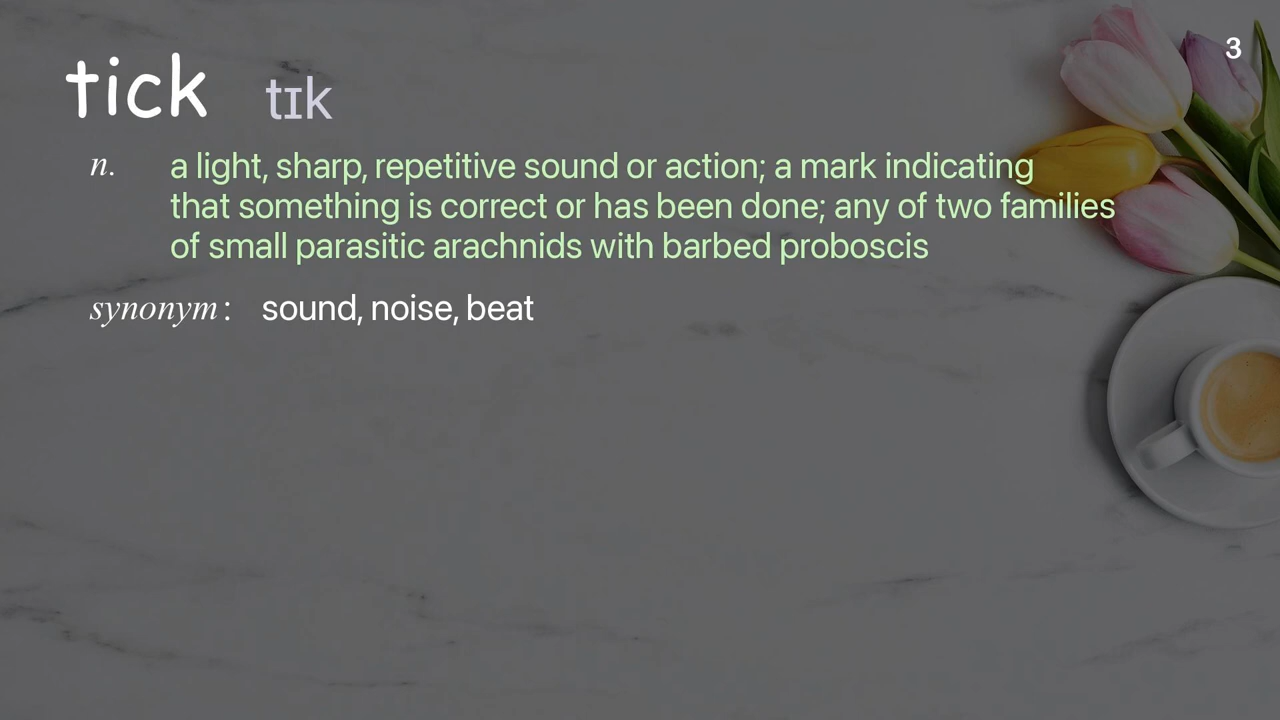 3
tick tɪk
n. a light, sharp, repetitive sound or action; a mark indicating
that something is correct or has been done; any of two families
of small parasitic arachnids with barbed proboscis
synonym: sound, noise, beat